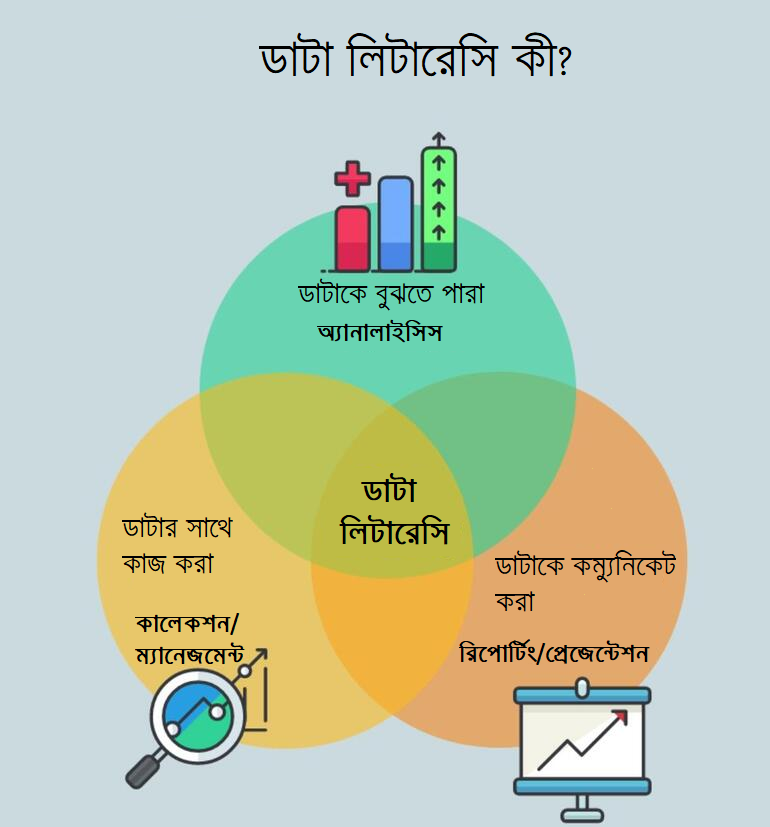 ডাটা লিটারেসি কী?
ডাটাকে বুঝতে পারা
অ্যানালাইসিস
ডাটা
লিটারেসি
ডাটার সাথে
কাজ করা
কালেকশন/
ম্যানেজমেন্ট
ডাটাকে কম্যুনিকেট
করা
রিপোর্টিং/প্রেজেন্টেশন